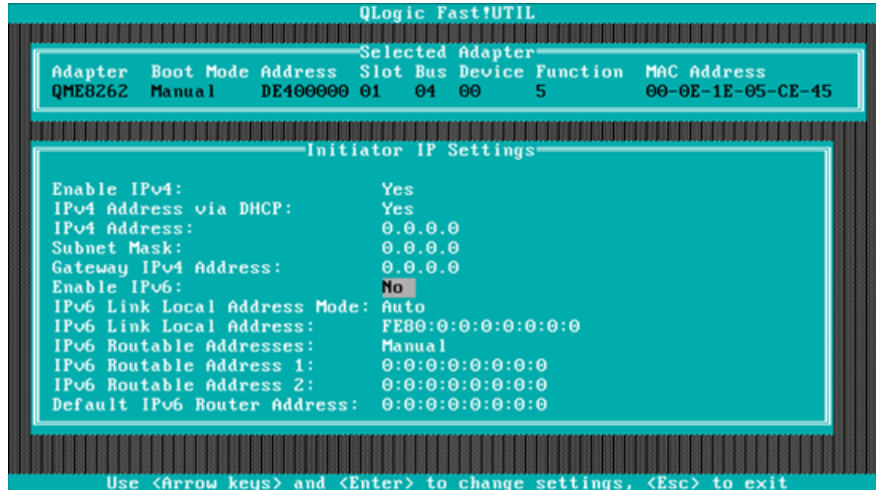 QLogic Fast!UTIL
Selected Adapter
Adapter Boot Mode Address Slot Bus Device Function MAC Address
QME8262 Manual DE400000 01 04 00 5 00-0E-1E-05-CE-45
Initiator IP Settings
Enable IPv4: Yes
IPv4 Address via DHCP: Yes
IPv4 Address: 0.0.0.0
Subnet Mask: 0.0.0.0
Gateway IPv4 Address: 0.0.0.0
Enable IPv6: No
IPv6 Link Local Address Mode: Auto
IPv6 Link Local Address: FE80:0:0:0:0:0:0:0
IPv6 Routable Addresses: Manual
IPv6 Routable Address 1: 0:0:0:0:0:0:0:0
IPv6 Routable Address 2: 0:0:0:0:0:0:0:0
Default IPv6 Router Address: 0:0:0:0:0:0:0:0
Use <Arrow keys> and <Enter> to change settings, <Esc> to exit